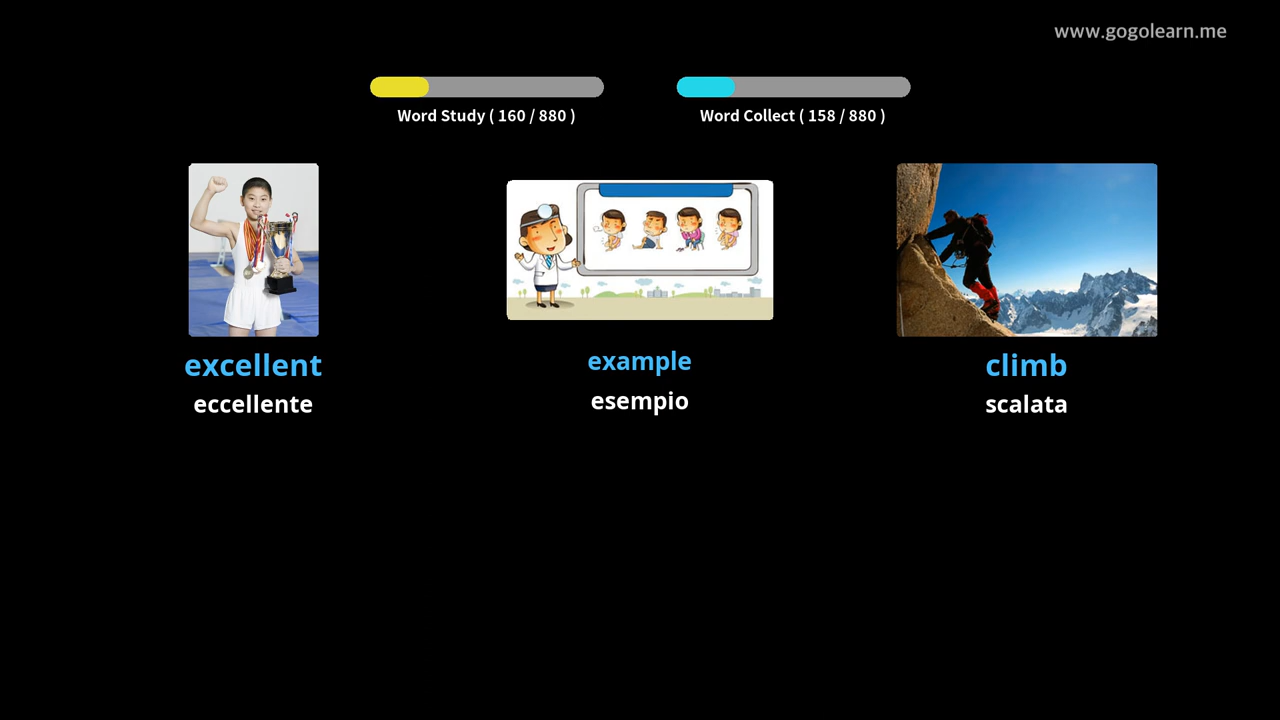 www.gogolearn.me
Word Study ( 160 / 880 )
Word Collect ( 158 / 880 )
excellent
eccellente
example
esempio
climb
scalata